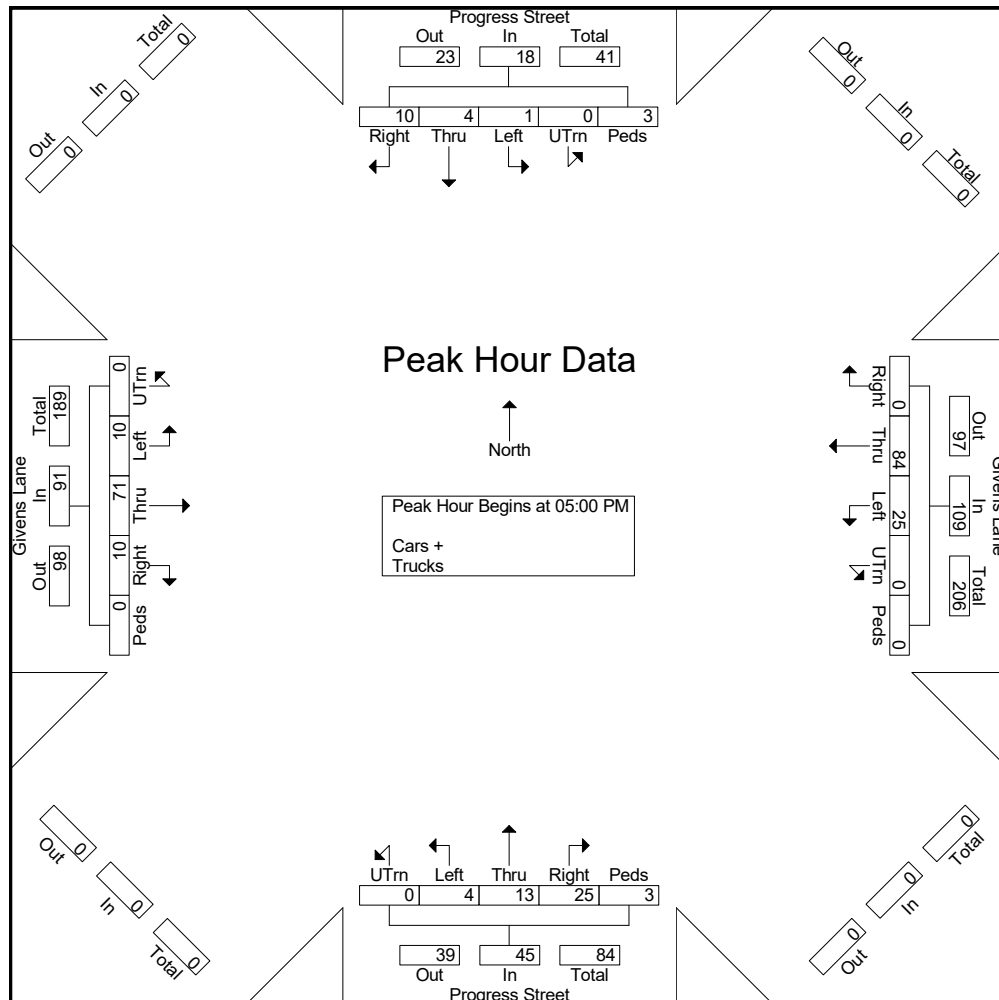 Progress Street
Out In Total
23 18 41
10 4 1 0 3
Right Thru Left UTrn Peds
Total 0
In 0
Out 0
Out 0
In 0
Total 0
Peak Hour Data
North
Peak Hour Begins at 05:00 PM
Cars +
Trucks
Givens Lane
Out In Total
98 91 189
Peds Right Thru Left UTrn
0 10 71 10 0
Right Thru Left UTrn Peds
0 84 25 0 0
Out In Total
97 109 206
Givens Lane
Out 0
In 0
Total 0
Total 0
In 0
Out 0
UTrn Left Thru Right Peds
0 4 13 25 3
39 45 84
Out In Total
Progress Street